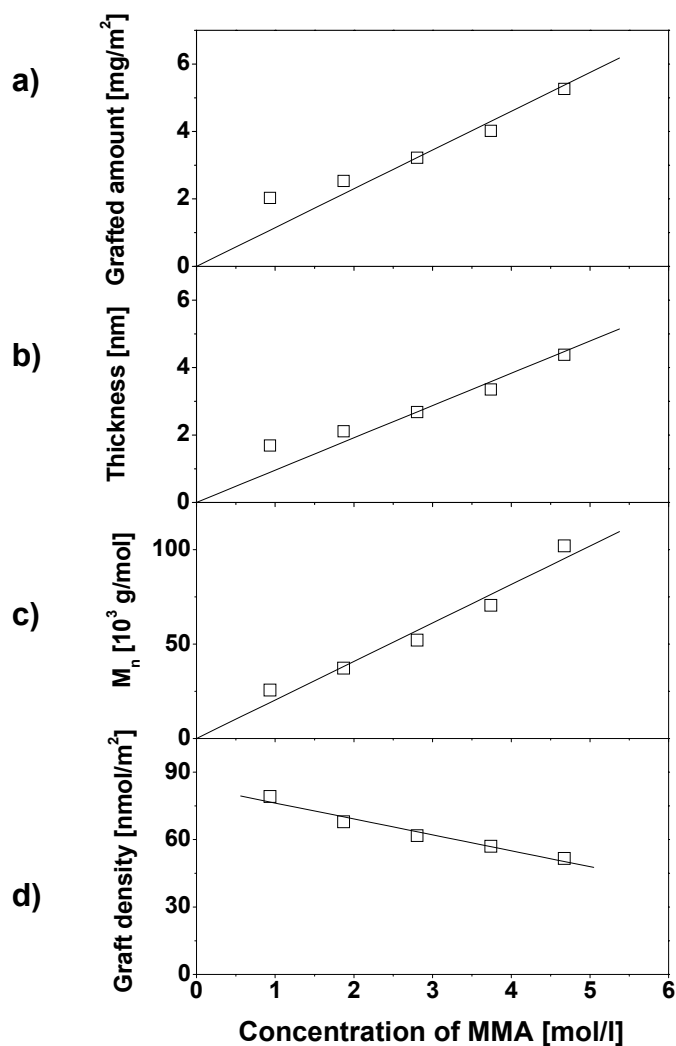 a)
Grafted amount [mg/m²]
6
4
2
0
b)
Thickness [nm]
6
4
2
0
c)
Mₙ [10³ g/mol]
100
50
0
d)
Graft density [nmol/m²]
90
60
30
0
0 1 2 3 4 5 6
Concentration of MMA [mol/l]